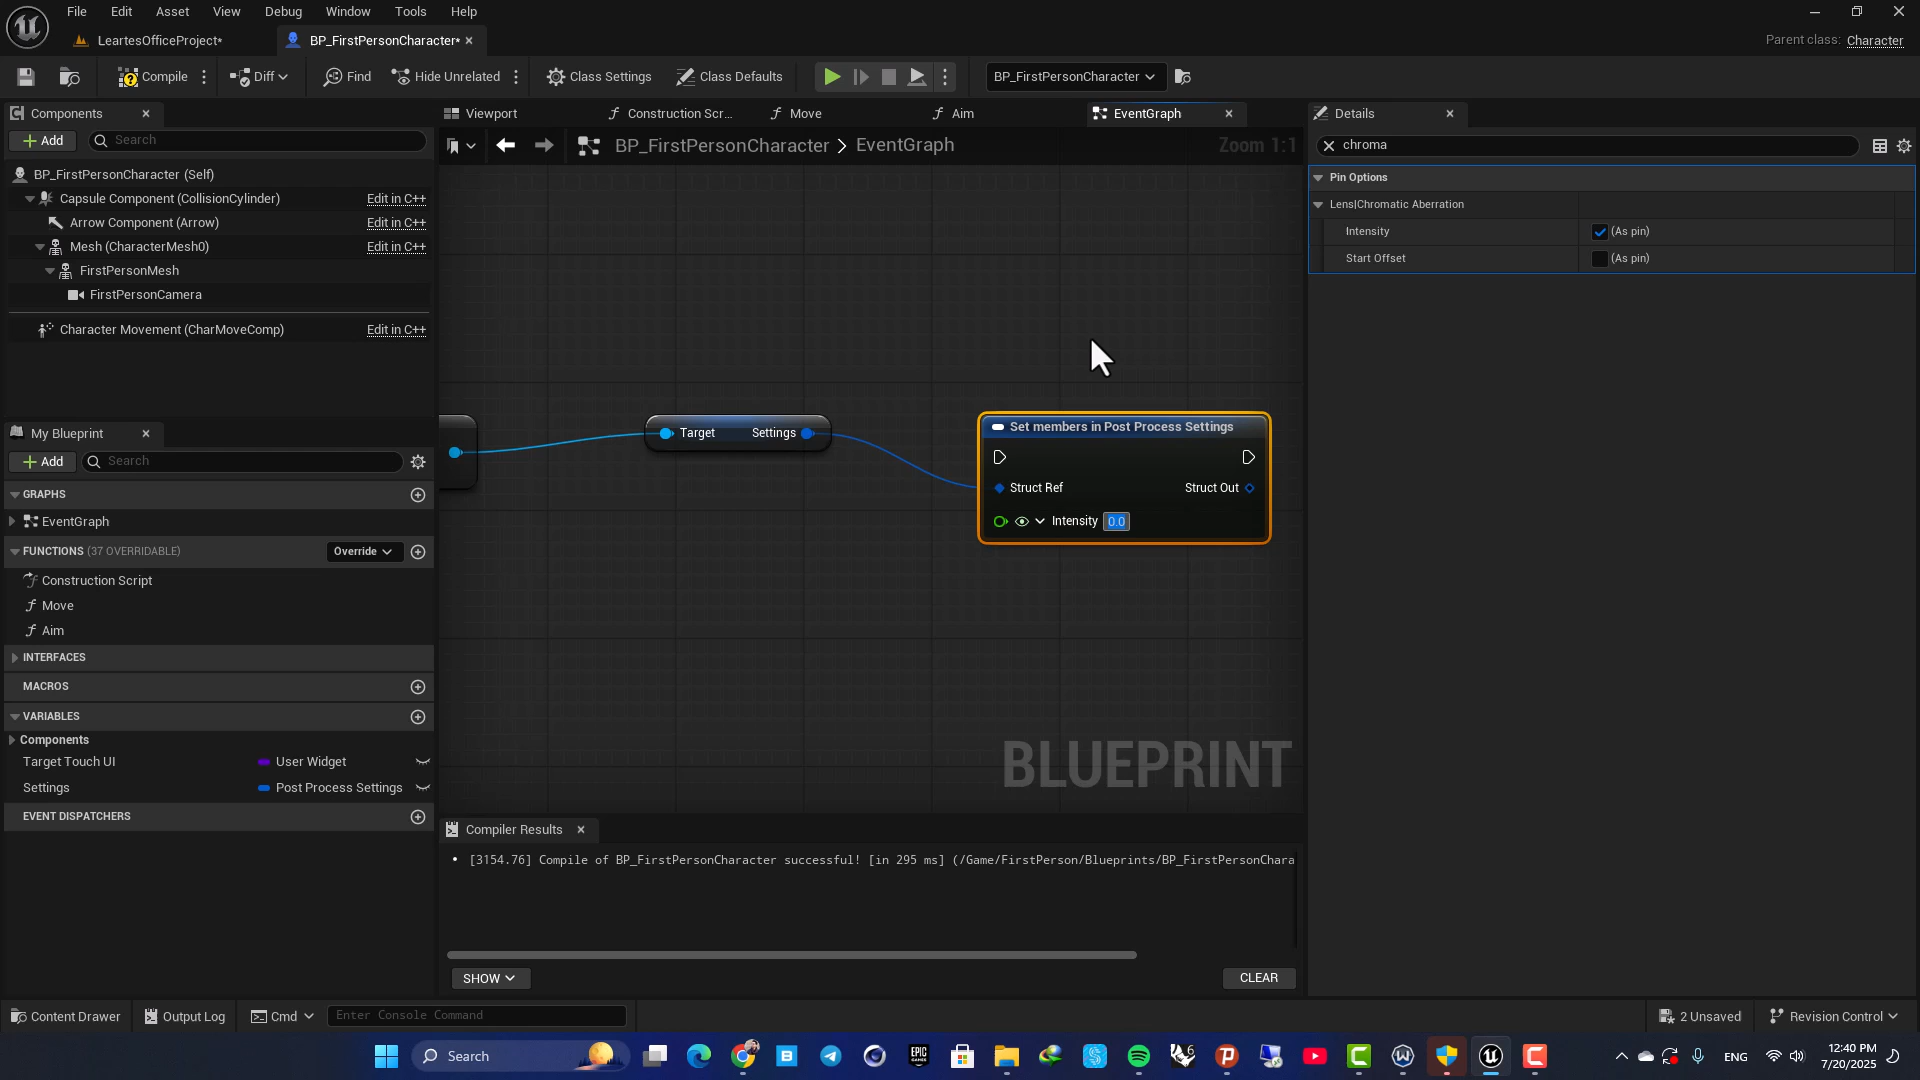 File Edit Asset View Debug Window Tools Help
LeartesOfficeProject*
BP_FirstPersonCharacter*
Parent class: Character
Compile
Diff
Find
Hide Unrelated
Class Settings
Class Defaults
BP_FirstPersonCharacter
Components
Add
Search
BP_FirstPersonCharacter (Self)
Capsule Component (CollisionCylinder) Edit in C++
Arrow Component (Arrow) Edit in C++
Mesh (CharacterMesh0) Edit in C++
FirstPersonMesh
FirstPersonCamera
Character Movement (CharMoveComp) Edit in C++
My Blueprint
Add
Search
GRAPHS
EventGraph
FUNCTIONS (37 OVERRIDABLE) Override
Construction Script
Move
Aim
INTERFACES
MACROS
VARIABLES
Components
Target Touch UI User Widget
Settings Post Process Settings
EVENT DISPATCHERS
Viewport
Construction Scr...
Move
Aim
EventGraph
BP_FirstPersonCharacter > EventGraph
Zoom 1:1
Target Settings
Set members in Post Process Settings
Struct Ref Struct Out
Intensity 0.0
BLUEPRINT
Compiler Results
[3154.76] Compile of BP_FirstPersonCharacter successful! [in 295 ms] (/Game/FirstPerson/Blueprints/BP_FirstPersonChara
SHOW
CLEAR
Details
chroma
Pin Options
Lens|Chromatic Aberration
Intensity (As pin)
Start Offset (As pin)
Content Drawer
Output Log
Cmd
Enter Console Command
2 Unsaved
Revision Control
Search
EPIC GAMES
ENG
12:40 PM
7/20/2025